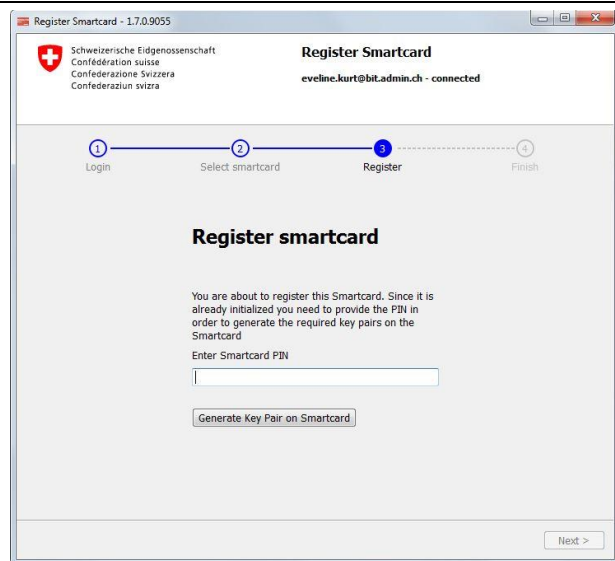 Register Smartcard - 1.7.0.9055
Schweizerische Eidgenossenschaft
Confédération suisse
Confederazione Svizzera
Confederaziun svizra
Register Smartcard
eveline.kurt@bit.admin.ch - connected
1 2 3 4
Login Select smartcard Register Finish
Register smartcard
You are about to register this Smartcard. Since it is
already initialized you need to provide the PIN in
order to generate the required key pairs on the
Smartcard
Enter Smartcard PIN
Generate Key Pair on Smartcard
Next >